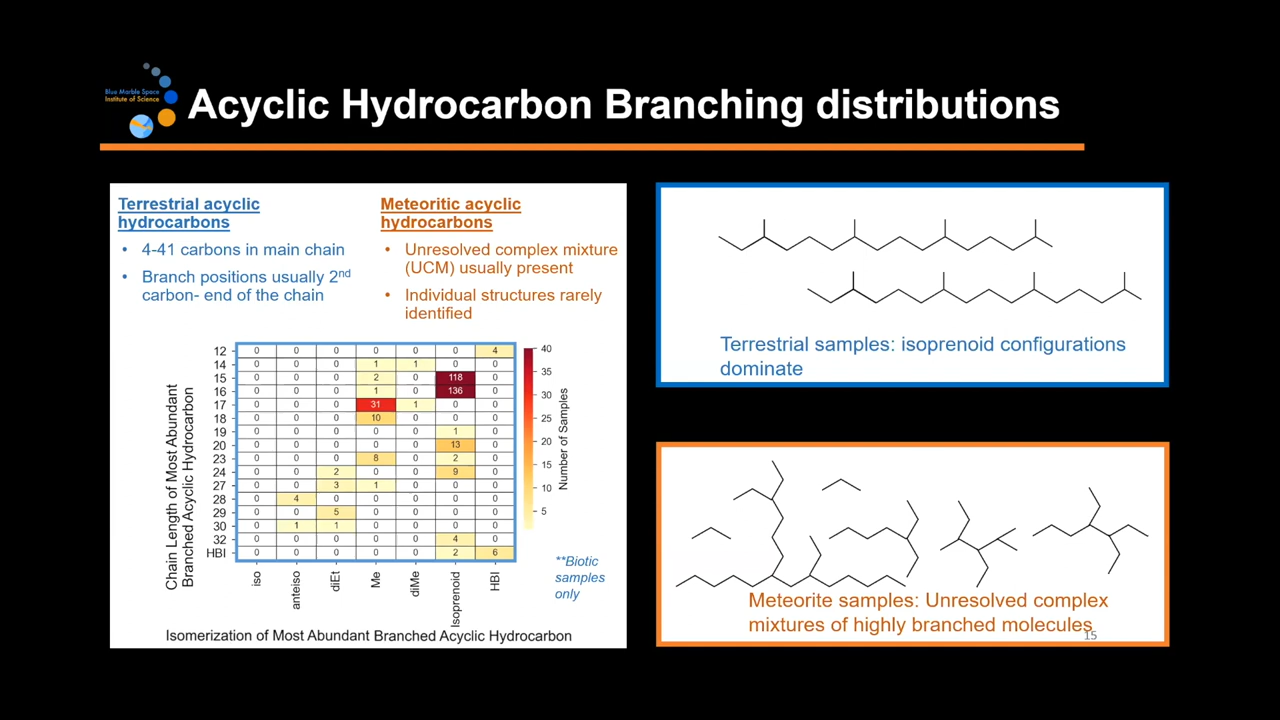 Blue Marble Space
Institute of Science
Acyclic Hydrocarbon Branching distributions
Terrestrial acyclic
hydrocarbons
• 4-41 carbons in main chain
• Branch positions usually 2nd
carbon- end of the chain
Meteoritic acyclic
hydrocarbons
• Unresolved complex mixture
(UCM) usually present
• Individual structures rarely
identified
Chain Length of Most Abundant
Branched Acyclic Hydrocarbon
12 0 0 0 0 0 0 4
14 0 0 0 1 1 0 0
15 0 0 0 2 0 118 0
16 0 0 0 1 0 136 0
17 0 0 0 31 1 0 0
18 0 0 0 10 0 0 0
19 0 0 0 0 0 1 0
20 0 0 0 0 0 13 0
23 0 0 0 8 0 2 0
24 0 0 2 0 0 9 0
27 0 0 3 1 0 0 0
28 0 4 0 0 0 0 0
29 0 0 5 0 0 0 0
30 0 1 1 0 0 0 0
32 0 0 0 0 0 4 0
HBI 0 0 0 0 0 2 6
iso anteiso diEt Me diMe Isoprenoid HBI
Isomerization of Most Abundant Branched Acyclic Hydrocarbon
40
35
30
25
20
15
10
5
Number of Samples
**Biotic
samples
only
Terrestrial samples: isoprenoid configurations
dominate
Meteorite samples: Unresolved complex
mixtures of highly branched molecules
15